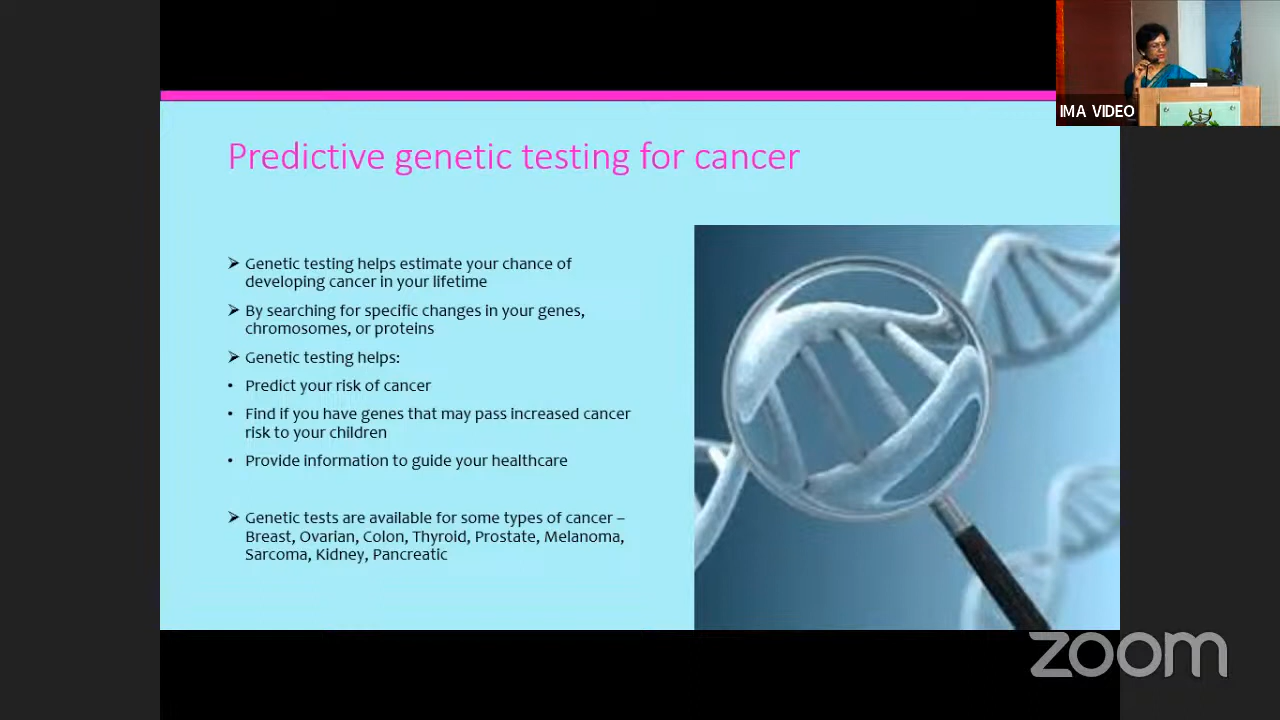 IMA VIDEO
Predictive genetic testing for cancer
➢ Genetic testing helps estimate your chance of
developing cancer in your lifetime
➢ By searching for specific changes in your genes,
chromosomes, or proteins
➢ Genetic testing helps:
• Predict your risk of cancer
• Find if you have genes that may pass increased cancer
risk to your children
• Provide information to guide your healthcare
➢ Genetic tests are available for some types of cancer –
Breast, Ovarian, Colon, Thyroid, Prostate, Melanoma,
Sarcoma, Kidney, Pancreatic
zoom